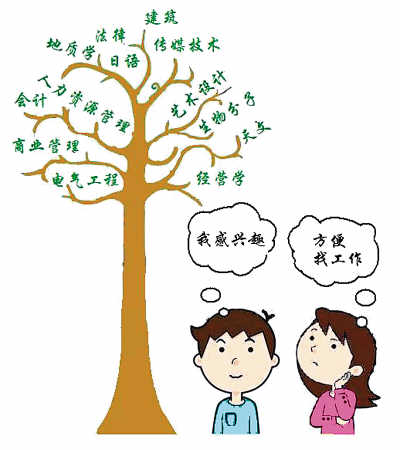 建筑
法律
传媒技术
地质学
日语
人力资源管理
艺术设计
会计
生物分子
天文
商业管理
电气工程
经营学
我感兴趣
方便
找工作